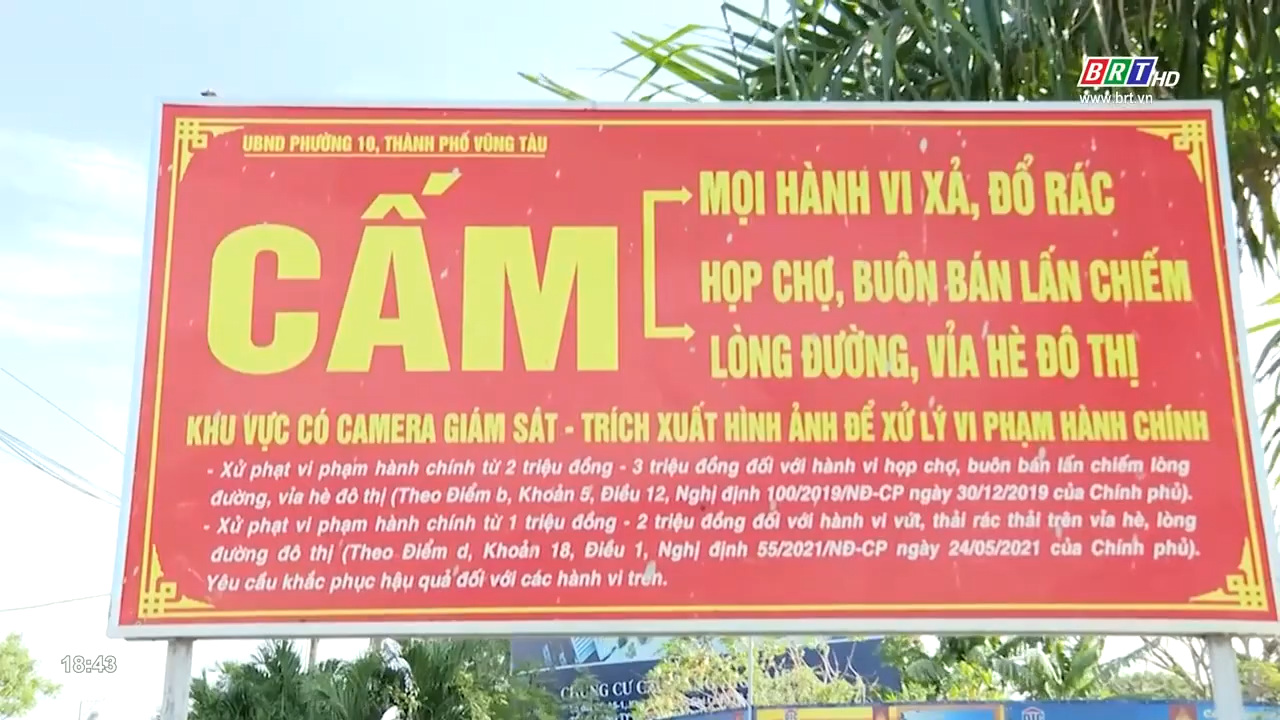 BRT HD
www.brt.vn
UBND PHƯỜNG 10, THÀNH PHỐ VŨNG TÀU
CẤM
MỌI HÀNH VI XẢ, ĐỔ RÁC
HỌP CHỢ, BUÔN BÁN LẤN CHIẾM
LÒNG ĐƯỜNG, VỈA HÈ ĐÔ THỊ
KHU VỰC CÓ CAMERA GIÁM SÁT - TRÍCH XUẤT HÌNH ẢNH ĐỂ XỬ LÝ VI PHẠM HÀNH CHÍNH
- Xử phạt vi phạm hành chính từ 2 triệu đồng - 3 triệu đồng đối với hành vi họp chợ, buôn bán lấn chiếm lòng
đường, vỉa hè đô thị (Theo Điểm b, Khoản 5, Điều 12, Nghị định 100/2019/NĐ-CP ngày 30/12/2019 của Chính phủ).
- Xử phạt vi phạm hành chính từ 1 triệu đồng - 2 triệu đồng đối với hành vi vứt, thải rác thải trên vỉa hè, lòng
đường đô thị (Theo Điểm d, Khoản 18, Điều 1, Nghị định 55/2021/NĐ-CP ngày 24/05/2021 của Chính phủ).
Yêu cầu khắc phục hậu quả đối với các hành vi trên.
18:43
CHUNG CƯ